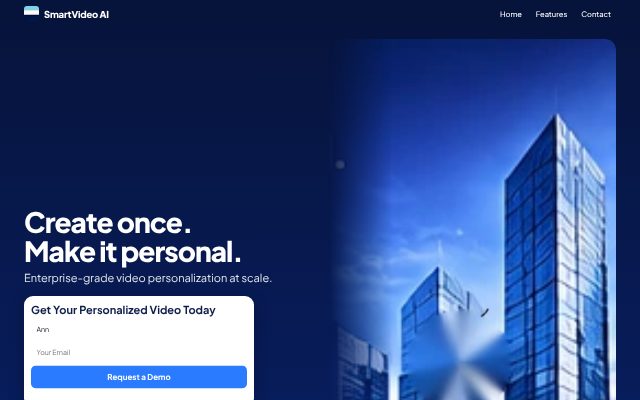 SmartVideo AI
Home Features Contact
Create once.
Make it personal.
Enterprise-grade video personalization at scale.
Get Your Personalized Video Today
Ann
Your Email
Request a Demo